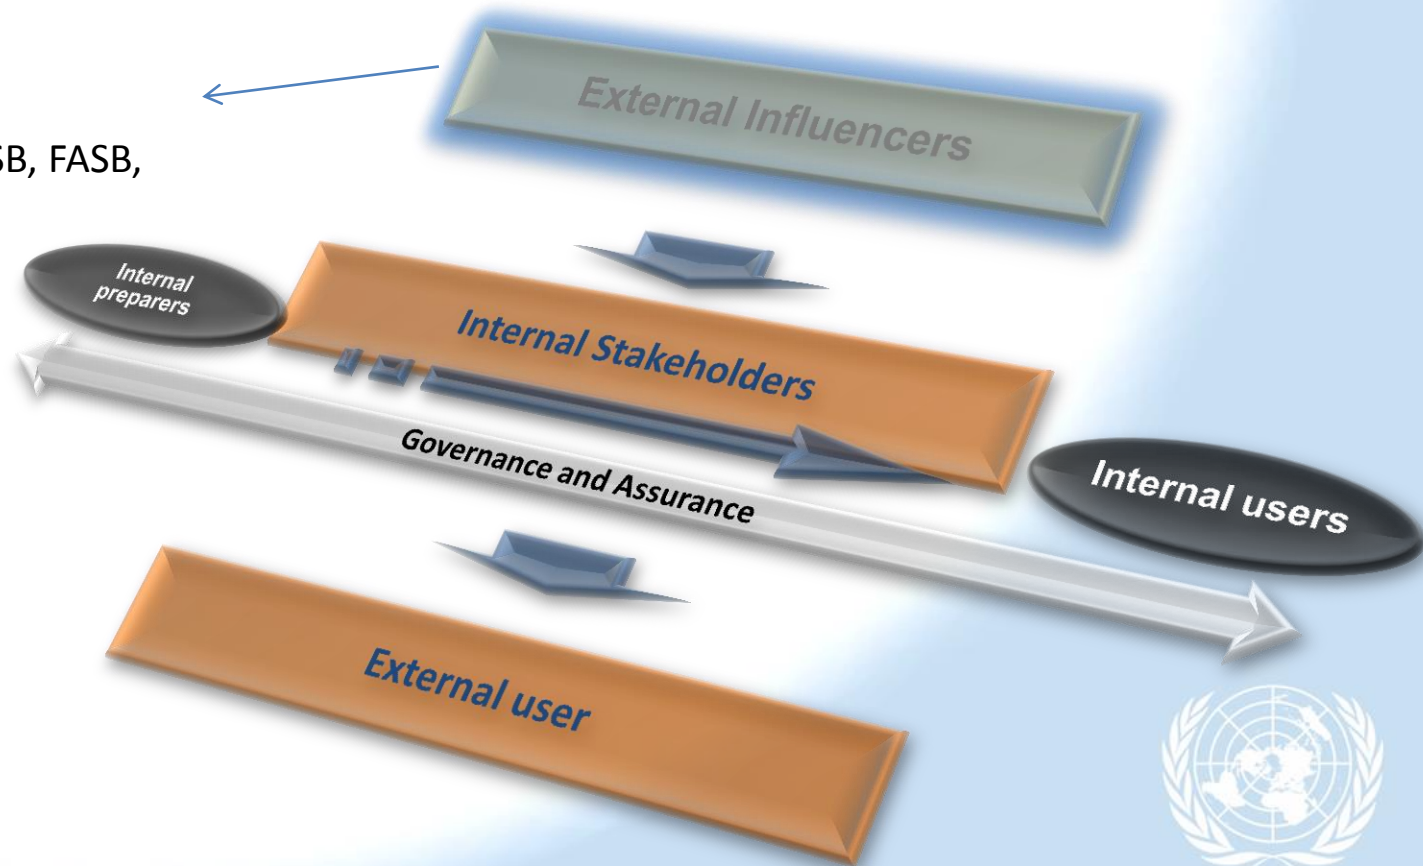 External Influencers
SB, FASB,
Internal
preparers
Internal Stakeholders
Governance and Assurance
Internal users
External user